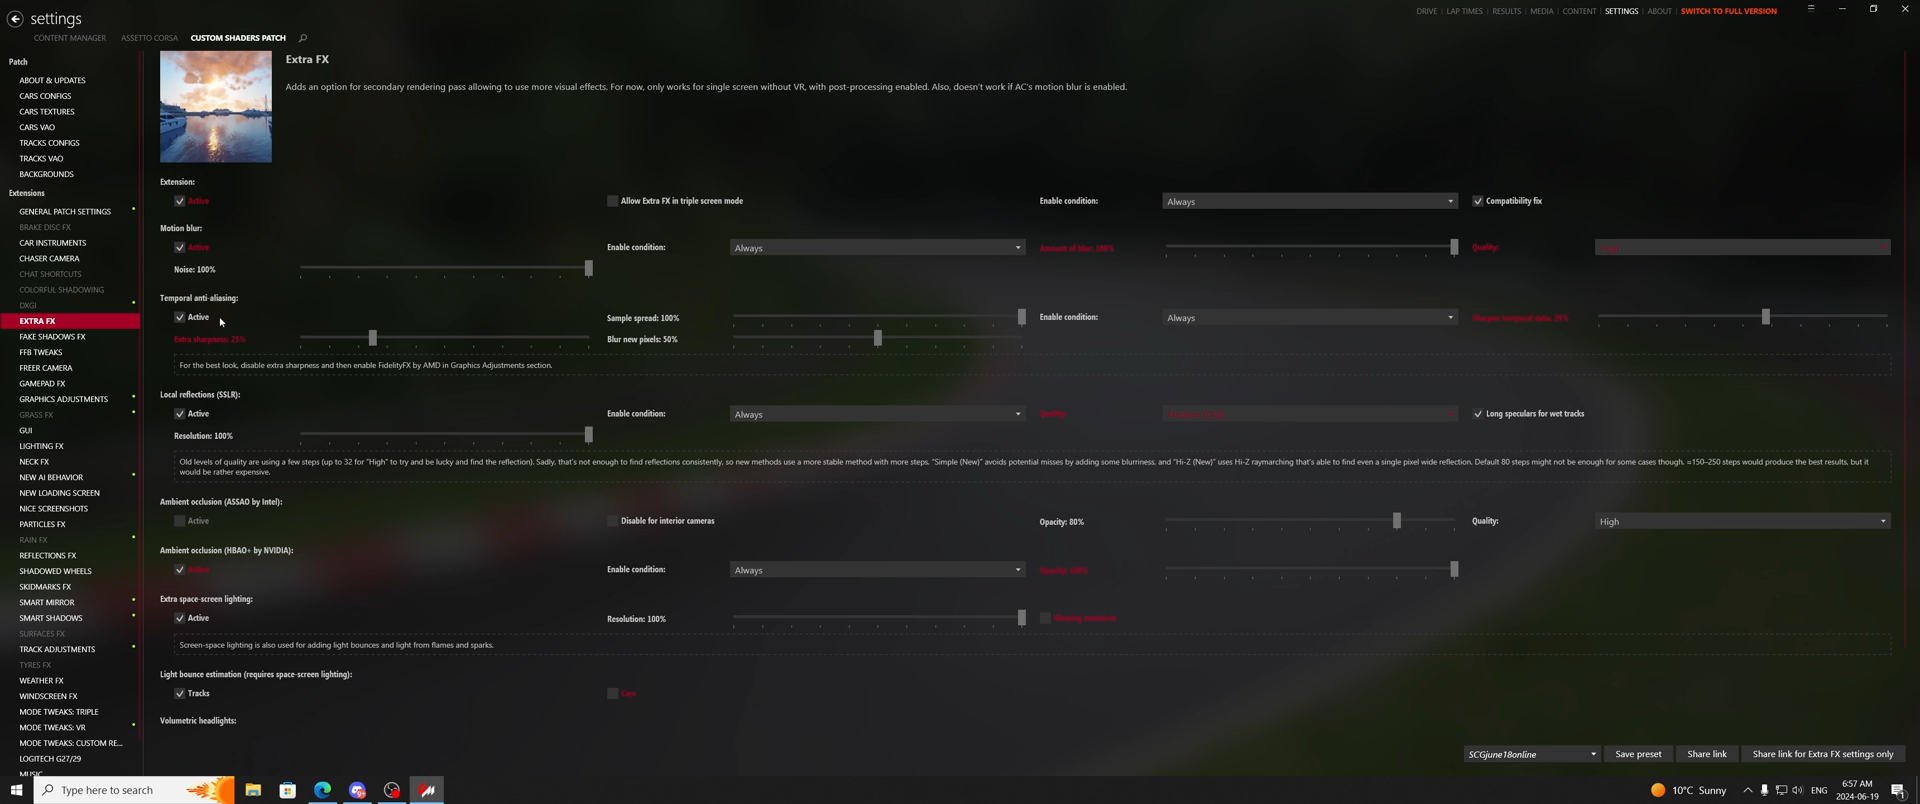 settings
DRIVE | LAP TIMES | RESULTS | MEDIA | CONTENT | SETTINGS | ABOUT | SWITCH TO FULL VERSION
CONTENT MANAGER ASSETTO CORSA CUSTOM SHADERS PATCH
Patch
ABOUT & UPDATES
CARS CONFIGS
CARS TEXTURES
CARS VAO
TRACKS CONFIGS
TRACKS VAO
BACKGROUNDS
Extensions
GENERAL PATCH SETTINGS
BRAKE DISC FX
CAR INSTRUMENTS
CHASER CAMERA
CHAT SHORTCUTS
COLORFUL SHADOWING
DXGI
EXTRA FX
FAKE SHADOWS FX
FFB TWEAKS
FREER CAMERA
GAMEPAD FX
GRAPHICS ADJUSTMENTS
GRASS FX
GUI
LIGHTING FX
NECK FX
NEW AI BEHAVIOR
NEW LOADING SCREEN
NICE SCREENSHOTS
PARTICLES FX
RAIN FX
REFLECTIONS FX
SHADOWED WHEELS
SKIDMARKS FX
SMART MIRROR
SMART SHADOWS
SURFACES FX
TRACK ADJUSTMENTS
TYRES FX
WEATHER FX
WINDSCREEN FX
MODE TWEAKS: TRIPLE
MODE TWEAKS: VR
MODE TWEAKS: CUSTOM RE...
LOGITECH G27/29
MUSIC
Extra FX
Adds an option for secondary rendering pass allowing to use more visual effects. For now, only works for single screen without VR, with post-processing enabled. Also, doesn't work if AC's motion blur is enabled.
Extension:
Active Allow Extra FX in triple screen mode Enable condition: Always Compatibility fix
Motion blur:
Active Enable condition: Always Amount of blur: 100% Quality:
Noise: 100%
Temporal anti-aliasing:
Active Sample spread: 100% Enable condition: Always Sharpen temporal data:
Extra sharpness: 25% Blur new pixels: 50%
For the best look, disable extra sharpness and then enable FidelityFX by AMD in Graphics Adjustments section.
Local reflections (SSLR):
Active Enable condition: Always Quality: Long speculars for wet tracks
Resolution: 100%
Old levels of quality are using a few steps (up to 32 for "High" to try and be lucky and find the reflection). Sadly, that's not enough to find reflections consistently, so new methods use a more stable method with more steps. "Simple (New)" avoids potential misses by adding some blurriness, and "Hi-Z (New)" uses Hi-Z raymarching that's able to find even a single pixel wide reflection. Default 80 steps might not be enough for some cases though. ≈150–250 steps would produce the best results, but it
would be rather expensive.
Ambient occlusion (ASSAO by Intel):
Active Disable for interior cameras Opacity: 80% Quality: High
Ambient occlusion (HBAO+ by NVIDIA):
Active Enable condition: Always Opacity: 100%
Extra space-screen lighting:
Active Resolution: 100%
Screen-space lighting is also used for adding light bounces and light from flames and sparks.
Light bounce estimation (requires space-screen lighting):
Tracks Cars
Volumetric headlights:
SCGjune18online Save preset Share link Share link for Extra FX settings only
Type here to search
10°C Sunny
ENG
6:57 AM
2024-06-19